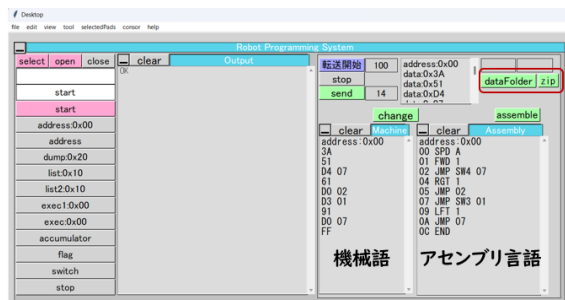 Desktop
file edit view tool selectedPads consor help
Robot Programming System
select open close
clear Output
OK
start
start
address:0x00
address
dump:0x20
list:0x10
list2:0x10
exec1:0x00
exec:0x00
accumulator
flag
switch
stop
転送開始 100
stop
send 14
address:0x00
data:0x3A
data:0x51
data:0xD4
data:0x07
dataFolder zip
change
assemble
clear Machine
address:0x00
3A
51
D4 07
61
D0 02
D3 01
91
D0 07
FF
機械語
clear Assembly
address:0x00
00 SPD A
01 FWD 1
02 JMP SW4 07
04 RGT 1
05 JMP 02
07 JMP SW3 01
09 LFT 1
0A JMP 07
0C END
アセンブリ言語